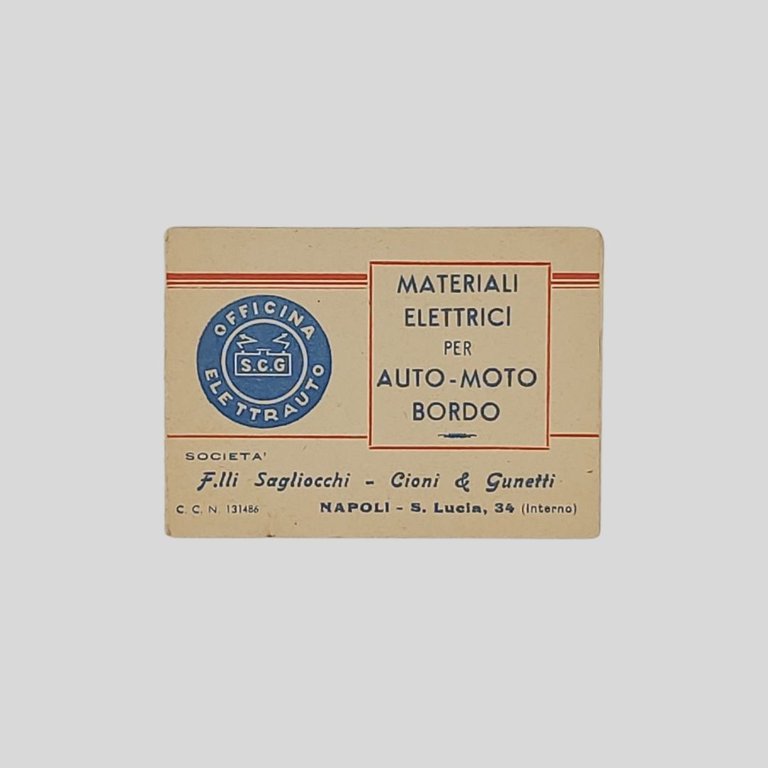 OFFICINA
S.C.G
ELETTRAUTO
MATERIALI
ELETTRICI
PER
AUTO-MOTO
BORDO
SOCIETA'
F.lli Sagliocchi - Cioni & Gunetti
C. C. N. 131486
NAPOLI - S. Lucia, 34 (Interno)